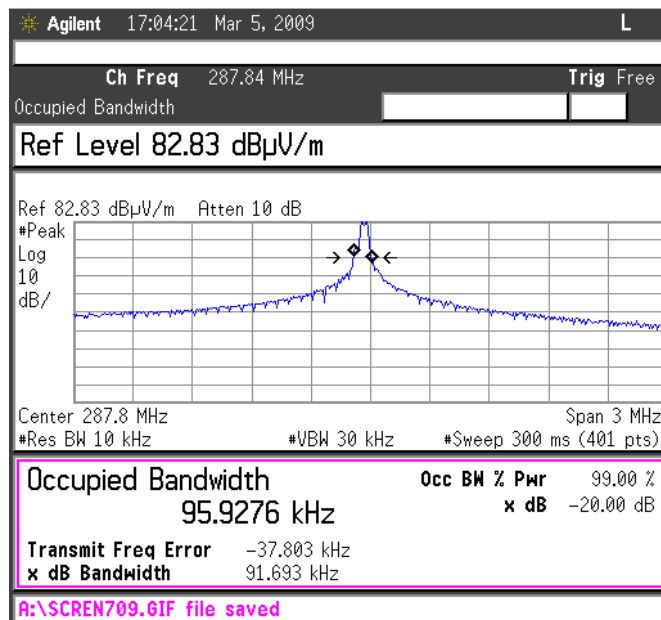 Agilent 17:04:21 Mar 5, 2009 L
Ch Freq 287.84 MHz Trig Free
Occupied Bandwidth
Ref Level 82.83 dBµV/m
Ref 82.83 dBµV/m Atten 10 dB
#Peak
Log
10
dB/
Center 287.8 MHz Span 3 MHz
#Res BW 10 kHz #VBW 30 kHz #Sweep 300 ms (401 pts)
Occupied Bandwidth Occ BW % Pwr 99.00 %
95.9276 kHz x dB -20.00 dB
Transmit Freq Error -37.803 kHz
x dB Bandwidth 91.693 kHz
A:\SCREN709.GIF file saved